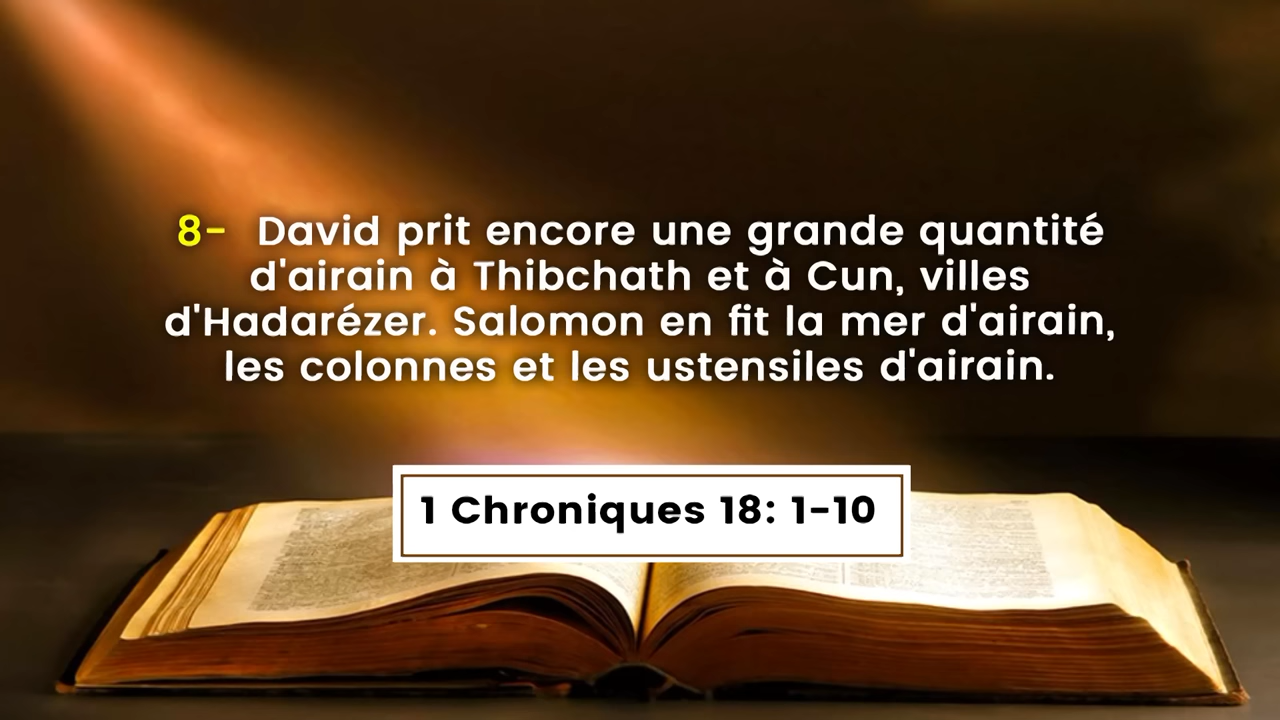 8- David prit encore une grande quantité
d'airain à Thibchath et à Cun, villes
d'Hadarézer. Salomon en fit la mer d'airain,
les colonnes et les ustensiles d'airain.
1 Chroniques 18: 1-10